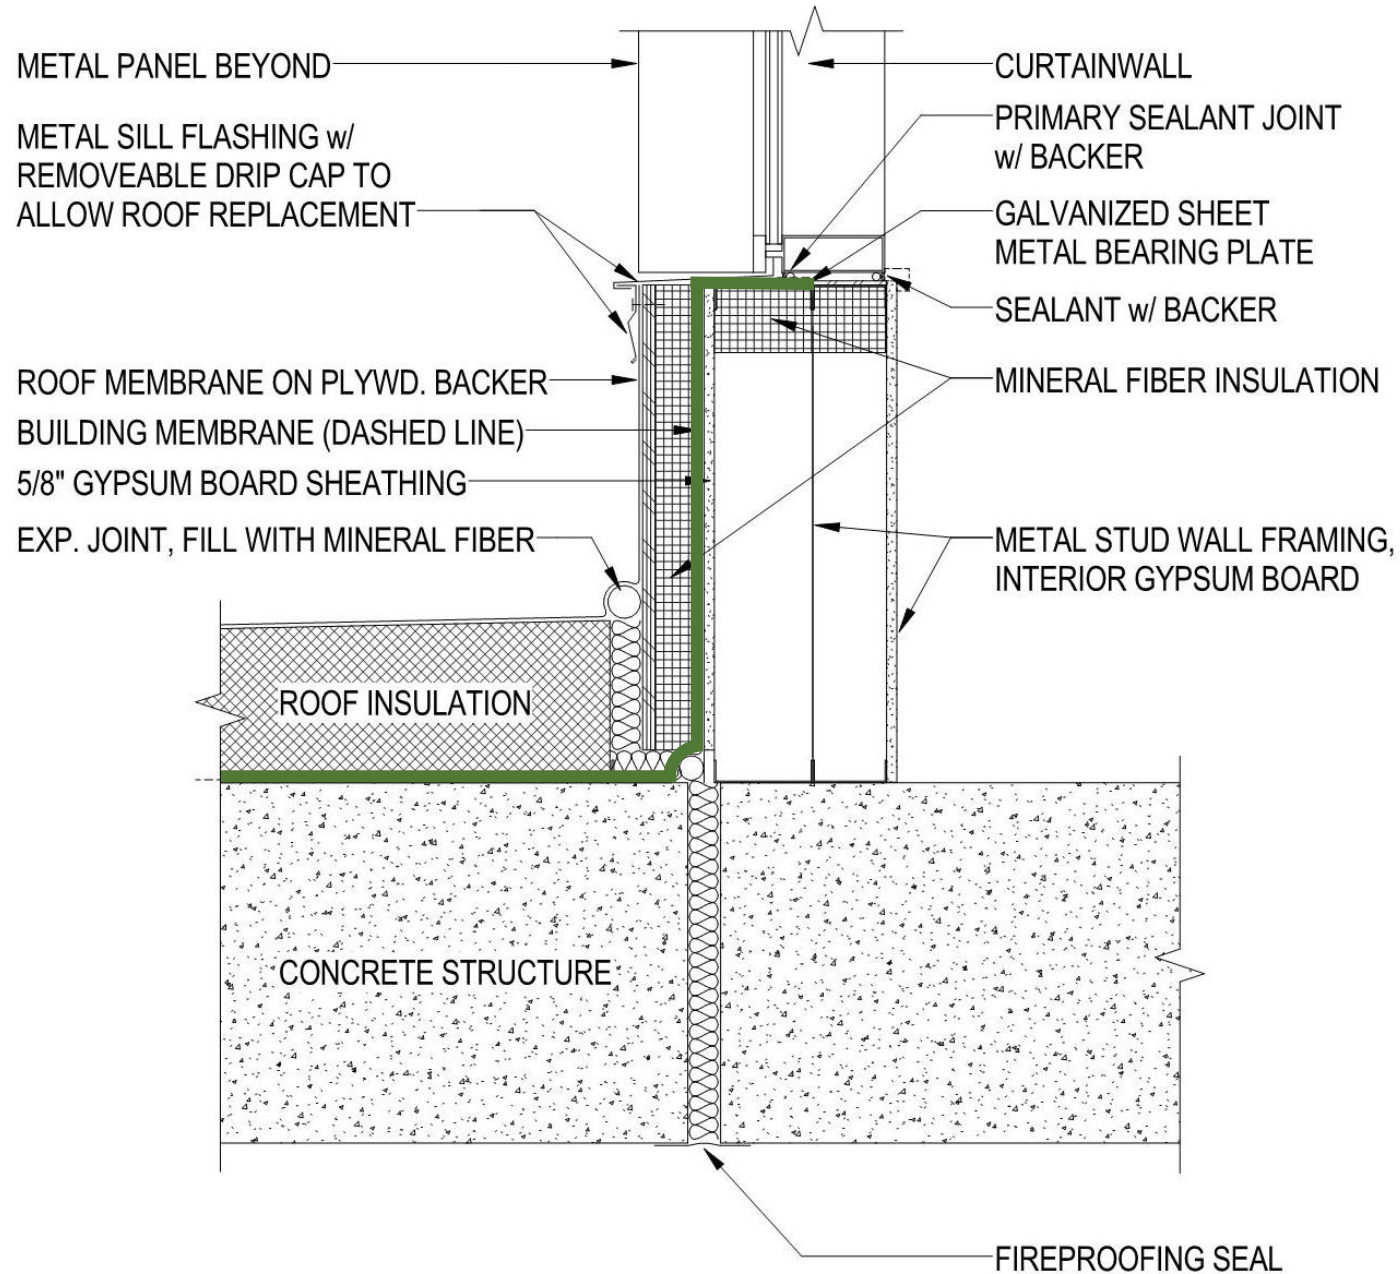 METAL PANEL BEYOND
METAL SILL FLASHING w/
REMOVEABLE DRIP CAP TO
ALLOW ROOF REPLACEMENT
ROOF MEMBRANE ON PLYWD. BACKER
BUILDING MEMBRANE (DASHED LINE)
5/8" GYPSUM BOARD SHEATHING
EXP. JOINT, FILL WITH MINERAL FIBER
CURTAINWALL
PRIMARY SEALANT JOINT
w/ BACKER
GALVANIZED SHEET
METAL BEARING PLATE
SEALANT w/ BACKER
MINERAL FIBER INSULATION
METAL STUD WALL FRAMING,
INTERIOR GYPSUM BOARD
ROOF INSULATION
CONCRETE STRUCTURE
FIREPROOFING SEAL